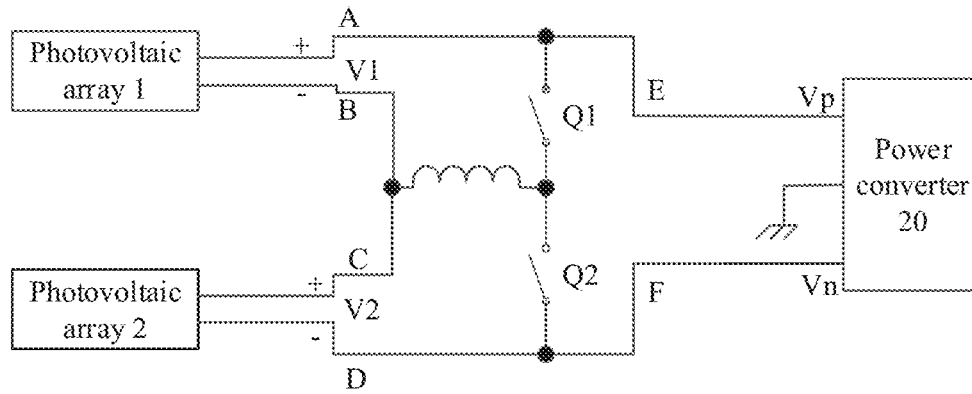 A
Photovoltaic
array 1
+
V1
-
B
Q1
E
Vp
Power
converter
20
C
Photovoltaic
array 2
+
V2
-
Q2
F
Vn
D